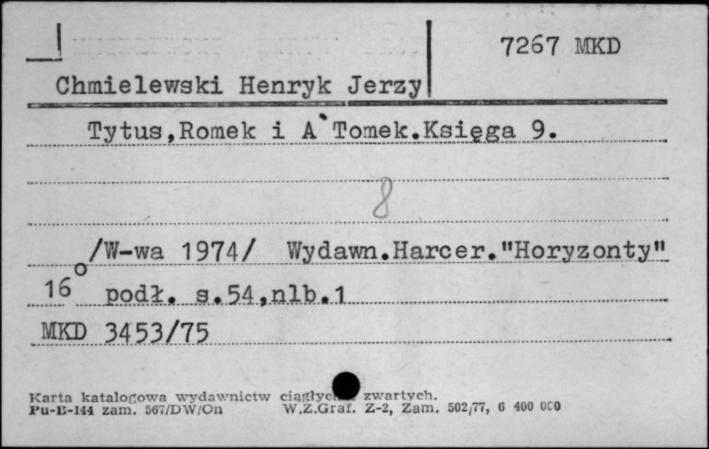 7267 MKD
Chmielewski Henryk Jerzy
Tytus,Romek i A`Tomek.Księga 9.
8
/W-wa 1974/ Wydawn.Harcer."Horyzonty"
16° podł. s.54,nlb.1
MKD 3453/75
Karta katalogowa wydawnictw ciągłych zwartych.
Pu-B-144 zam. 567/DW/On W.Z.Graf. Z-2, Zam. 502/77, 6 400 000